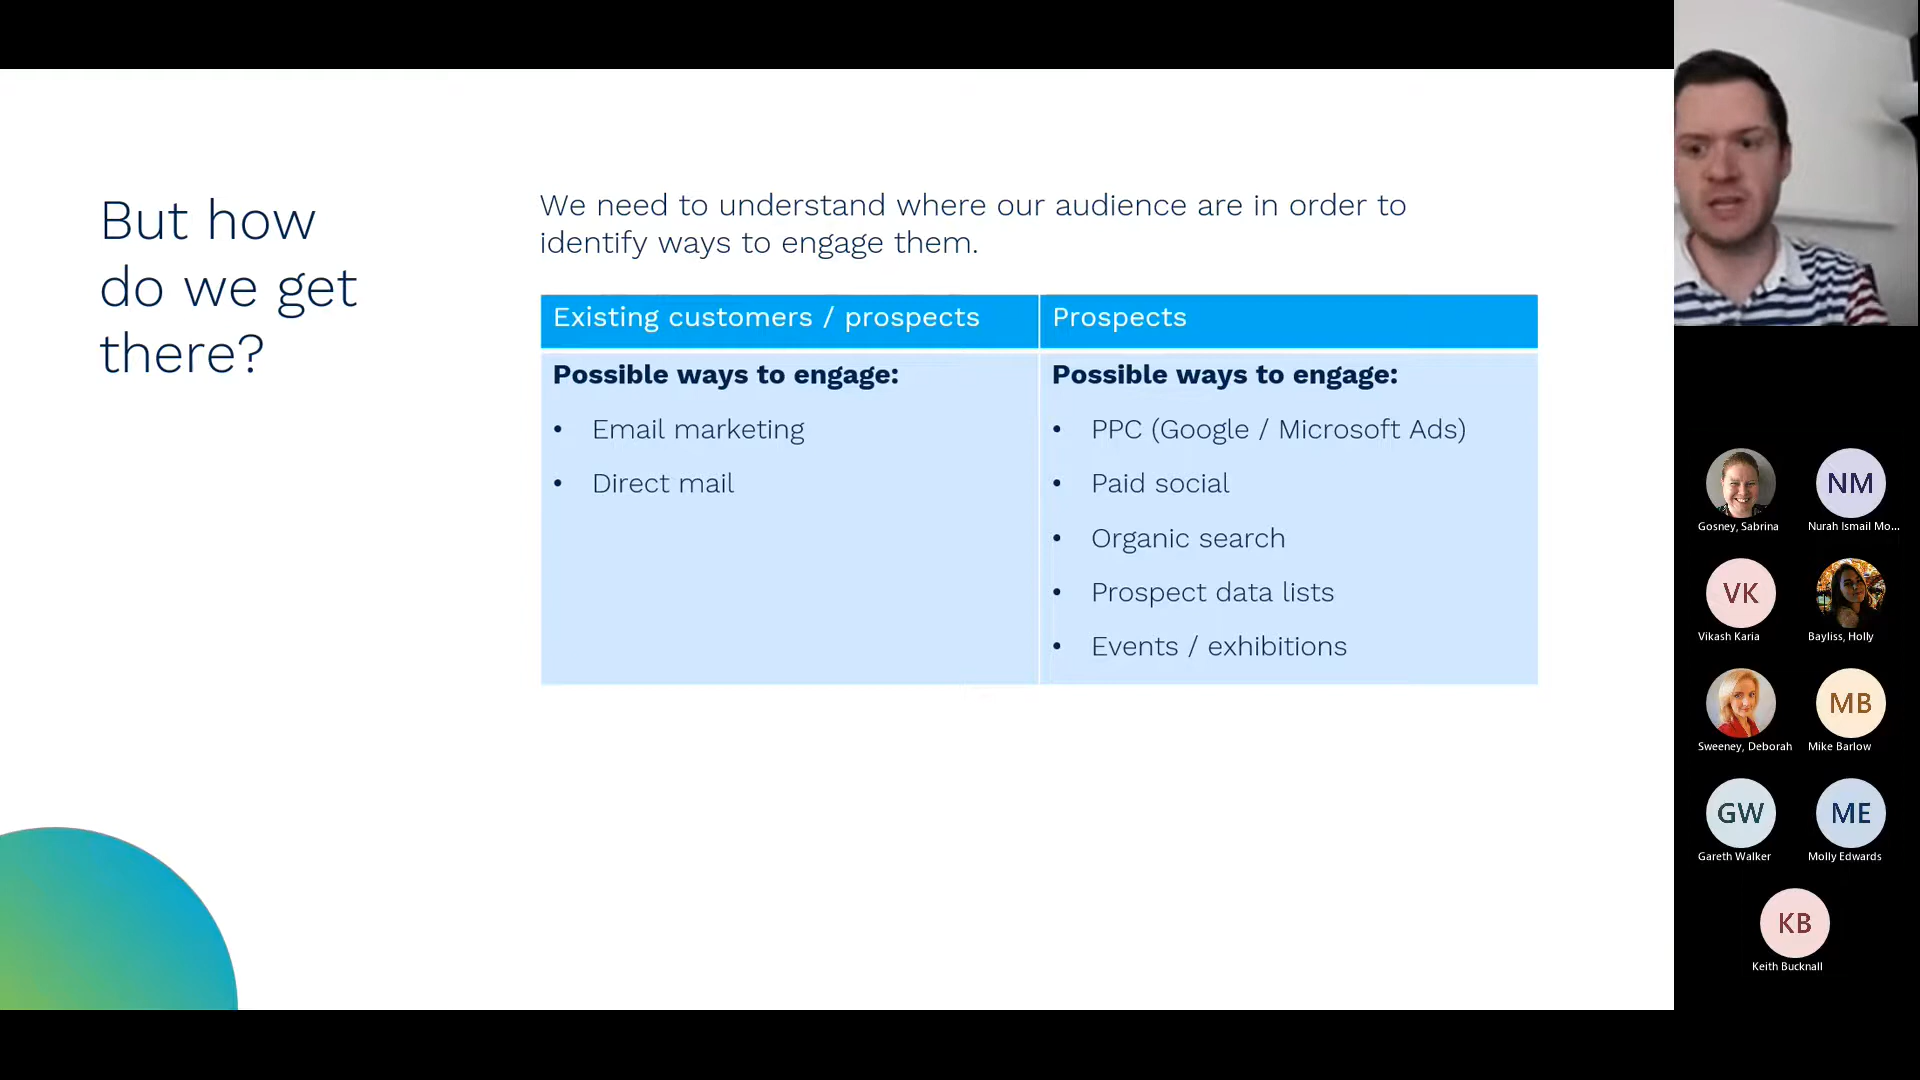 But how
do we get
there?
We need to understand where our audience are in order to
identify ways to engage them.
Existing customers / prospects
Prospects
Possible ways to engage:
• Email marketing
• Direct mail
Possible ways to engage:
• PPC (Google / Microsoft Ads)
• Paid social
• Organic search
• Prospect data lists
• Events / exhibitions
Gosney, Sabrina
NM
Nurah Ismail Mo...
VK
Vikash Karia
Bayliss, Holly
Sweeney, Deborah
MB
Mike Barlow
GW
Gareth Walker
ME
Molly Edwards
KB
Keith Bucknall